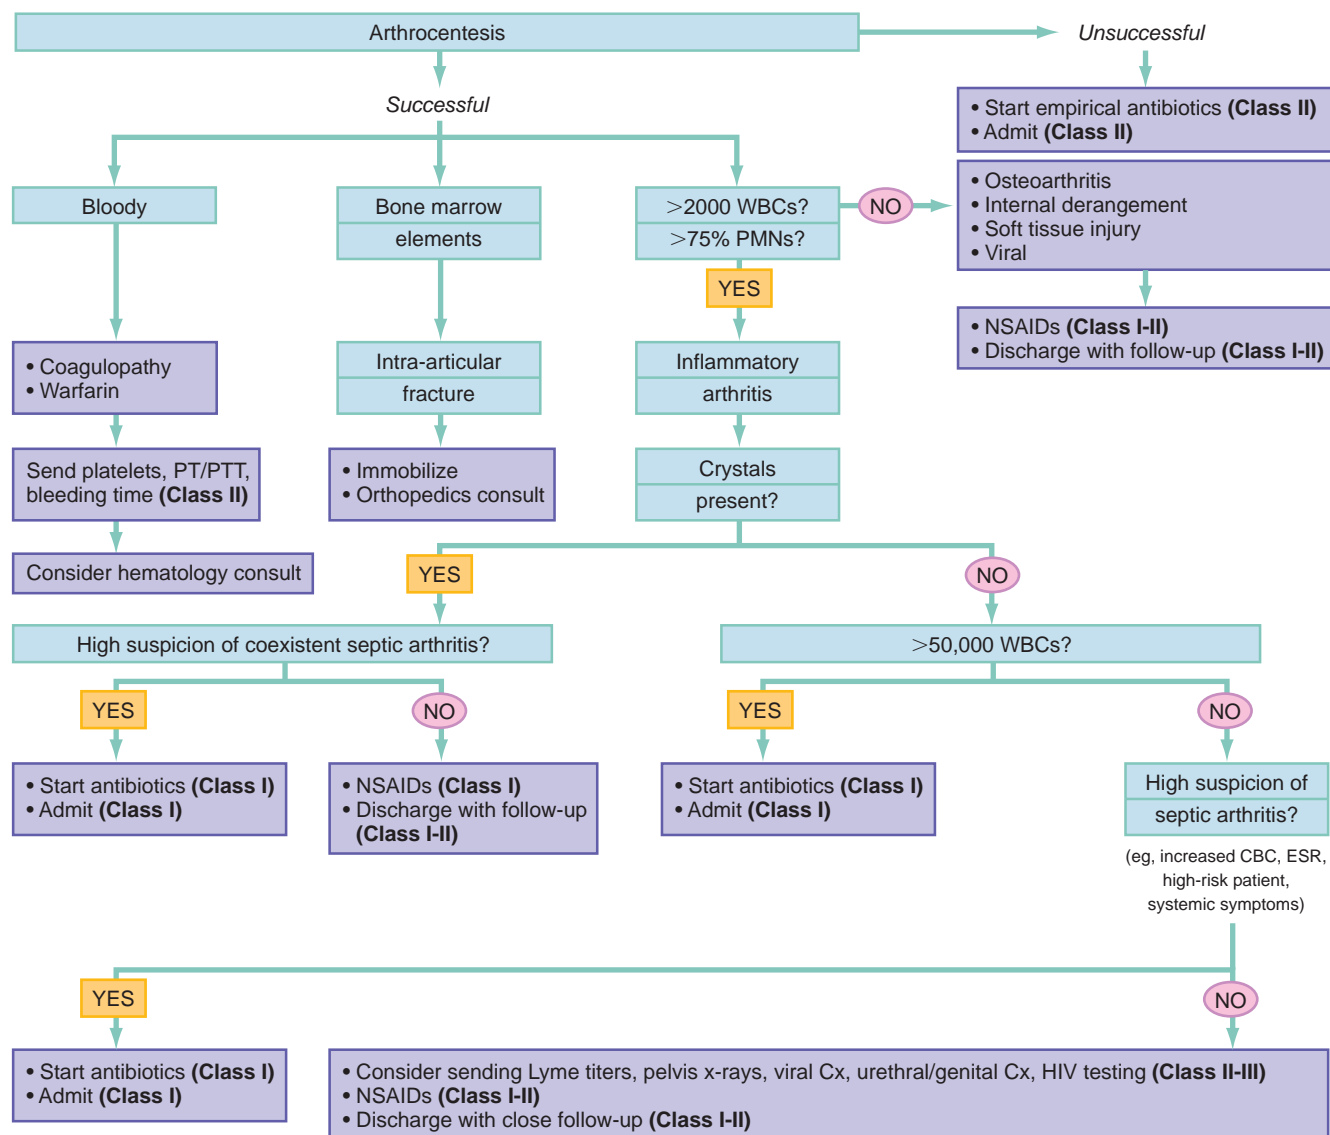 Arthrocentesis
Unsuccessful
Successful
• Start empirical antibiotics (Class II)
• Admit (Class II)
Bloody
Bone marrow
elements
>2000 WBCs?
>75% PMNs?
NO
• Osteoarthritis
• Internal derangement
• Soft tissue injury
• Viral
YES
• NSAIDs (Class I-II)
• Discharge with follow-up (Class I-II)
• Coagulopathy
• Warfarin
Intra-articular
fracture
Inflammatory
arthritis
Send platelets, PT/PTT,
bleeding time (Class II)
• Immobilize
• Orthopedics consult
Crystals
present?
Consider hematology consult
YES
NO
High suspicion of coexistent septic arthritis?
>50,000 WBCs?
YES
NO
YES
NO
• Start antibiotics (Class I)
• Admit (Class I)
• NSAIDs (Class I)
• Discharge with follow-up
(Class I-II)
• Start antibiotics (Class I)
• Admit (Class I)
High suspicion of
septic arthritis?
(eg, increased CBC, ESR,
high-risk patient,
systemic symptoms)
YES
NO
• Start antibiotics (Class I)
• Admit (Class I)
• Consider sending Lyme titers, pelvis x-rays, viral Cx, urethral/genital Cx, HIV testing (Class II-III)
• NSAIDs (Class I-II)
• Discharge with close follow-up (Class I-II)